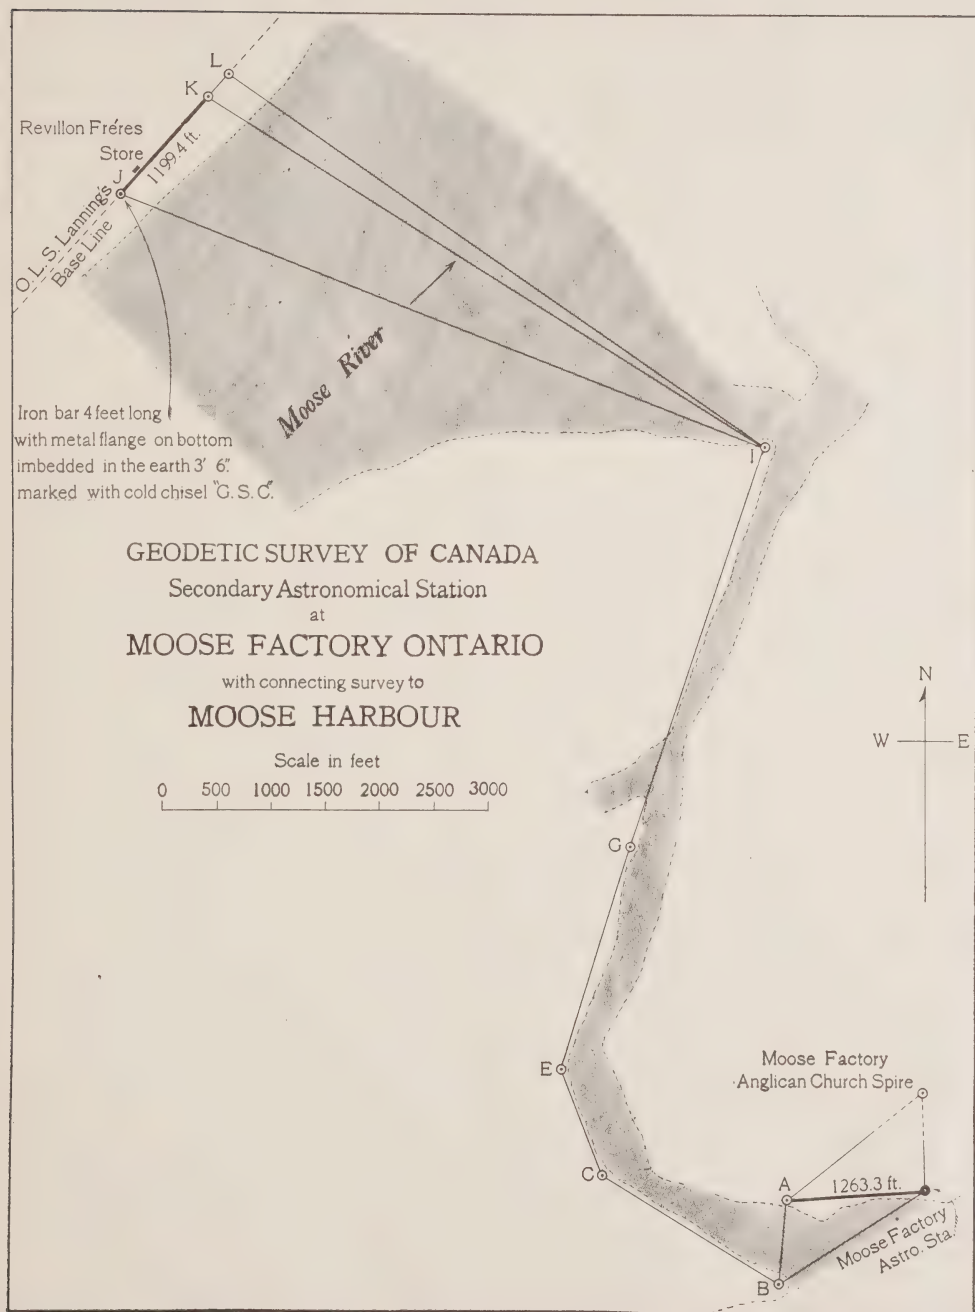 L
K
Revillon Fréres
Store
1199.4 ft.
J
O. L. S. Lanning's
Base Line
Moose River
Iron bar 4 feet long
with metal flange on bottom
imbedded in the earth 3' 6"
marked with cold chisel "G. S. C."
I
GEODETIC SURVEY OF CANADA
Secondary Astronomical Station
at
MOOSE FACTORY ONTARIO
with connecting survey to
MOOSE HARBOUR
Scale in feet
0 500 1000 1500 2000 2500 3000
N
W E
G
E
Moose Factory
Anglican Church Spire
C
A
1263.3 ft.
Moose Factory
Astro. Sta.
B